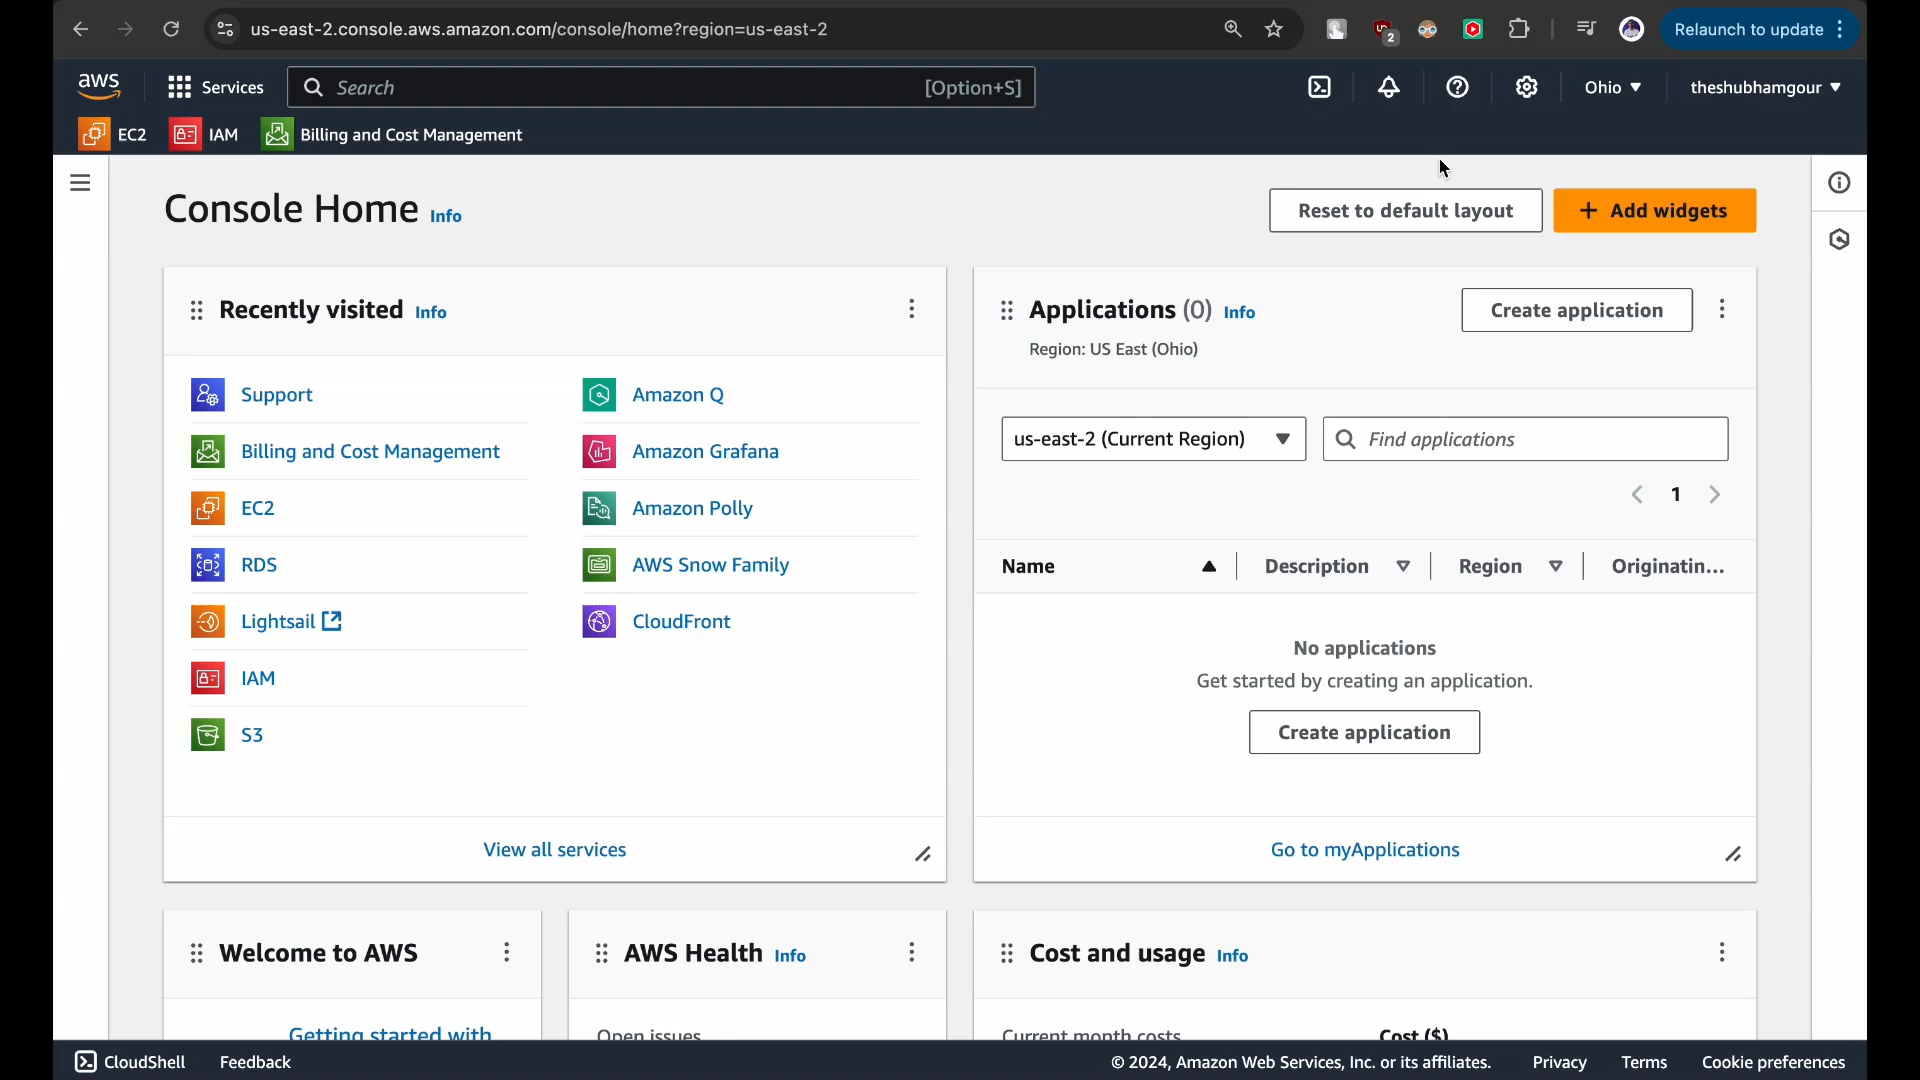 us-east-2.console.aws.amazon.com/console/home?region=us-east-2
2
Relaunch to update
aws
Services
Search
[Option+S]
Ohio
theshubhamgour
EC2
IAM
Billing and Cost Management
Console Home Info
Reset to default layout
+ Add widgets
Recently visited Info
Support
Billing and Cost Management
EC2
RDS
Lightsail
IAM
S3
Amazon Q
Amazon Grafana
Amazon Polly
AWS Snow Family
CloudFront
View all services
Applications (0) Info
Region: US East (Ohio)
Create application
us-east-2 (Current Region)
Find applications
1
Name
Description
Region
Originatin...
No applications
Get started by creating an application.
Create application
Go to myApplications
Welcome to AWS
Getting started with
AWS Health Info
Open issues
Cost and usage Info
Current month costs
Cost ($)
CloudShell
Feedback
© 2024, Amazon Web Services, Inc. or its affiliates.
Privacy
Terms
Cookie preferences